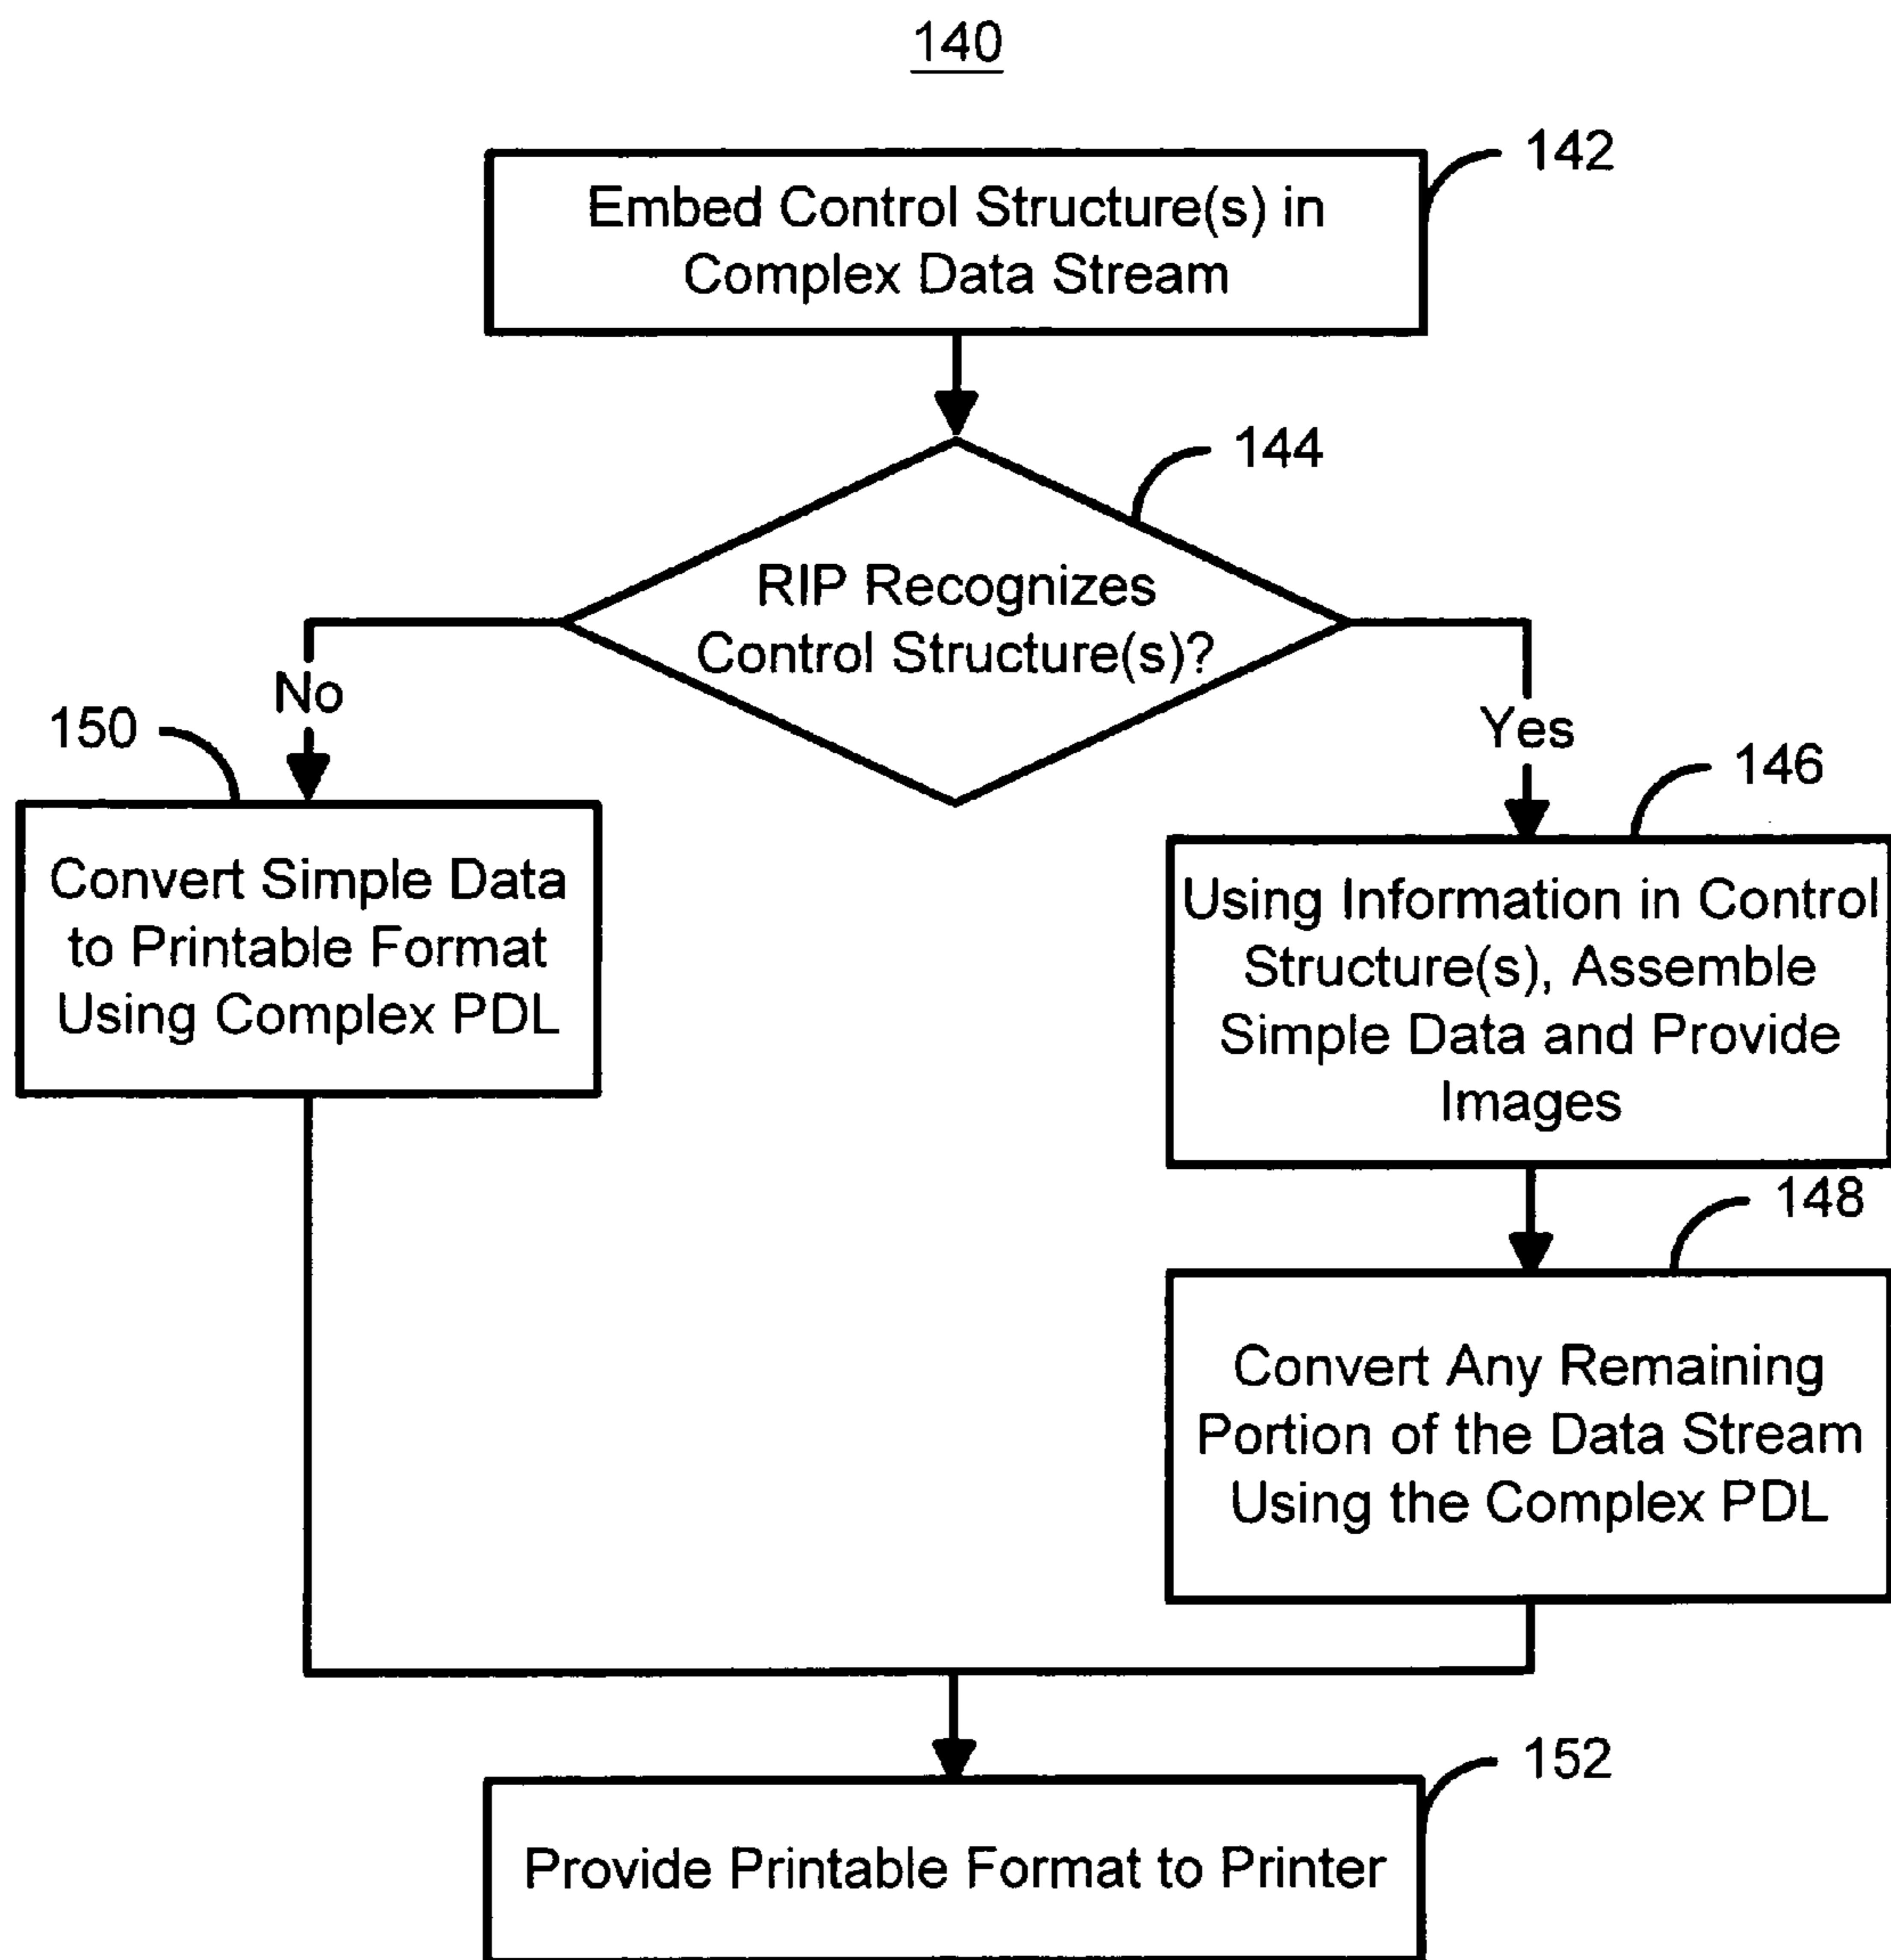 140
142
Embed Control Structure(s) in
Complex Data Stream
144
RIP Recognizes
Control Structure(s)?
No
Yes
150
146
Convert Simple Data
to Printable Format
Using Complex PDL
Using Information in Control
Structure(s), Assemble
Simple Data and Provide
Images
148
Convert Any Remaining
Portion of the Data Stream
Using the Complex PDL
152
Provide Printable Format to Printer